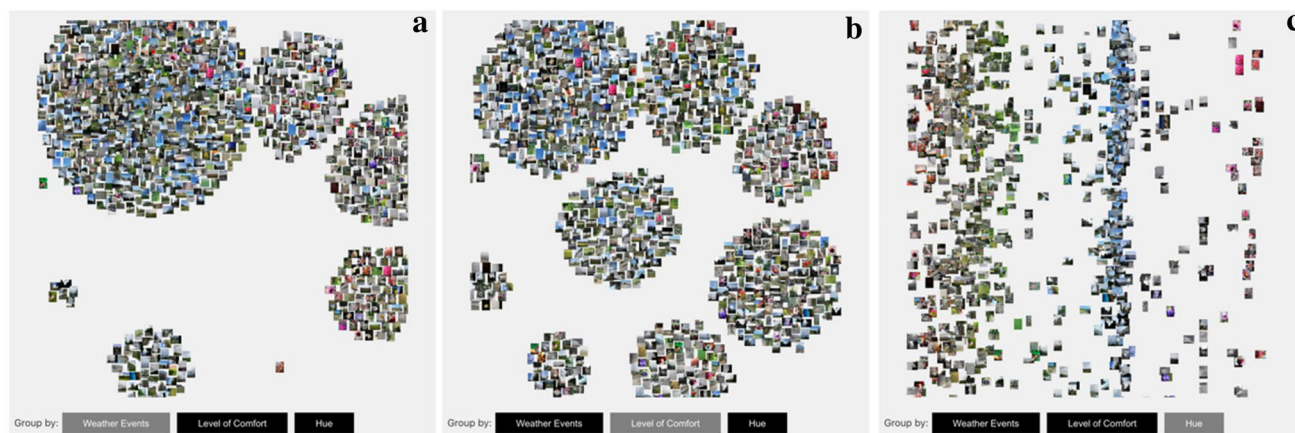 a
b
c
Group by: Weather Events Level of Comfort Hue
Group by: Weather Events Level of Comfort Hue
Group by: Weather Events Level of Comfort Hue